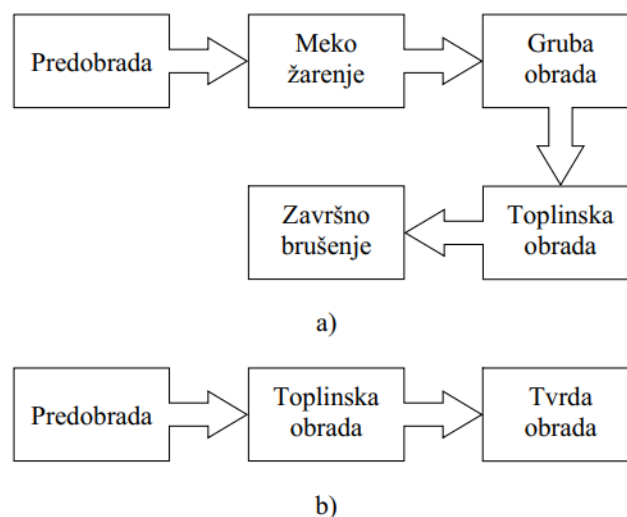 Predobrada
Meko
žarenje
Gruba
obrada
Toplinska
obrada
Završno
brušenje
a)
Predobrada
Toplinska
obrada
Tvrda
obrada
b)